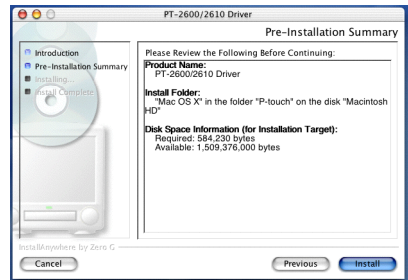 PT-2600/2610 Driver
Pre-Installation Summary
Introduction
Pre-Installation Summary
Installing...
Install Complete
Please Review the Following Before Continuing:
Product Name:
PT-2600/2610 Driver
Install Folder:
"Mac OS X" in the folder "P-touch" on the disk "Macintosh
HD"
Disk Space Information (for Installation Target):
Required: 584,230 bytes
Available: 1,509,376,000 bytes
InstallAnywhere by Zero G
Cancel
Previous
Install